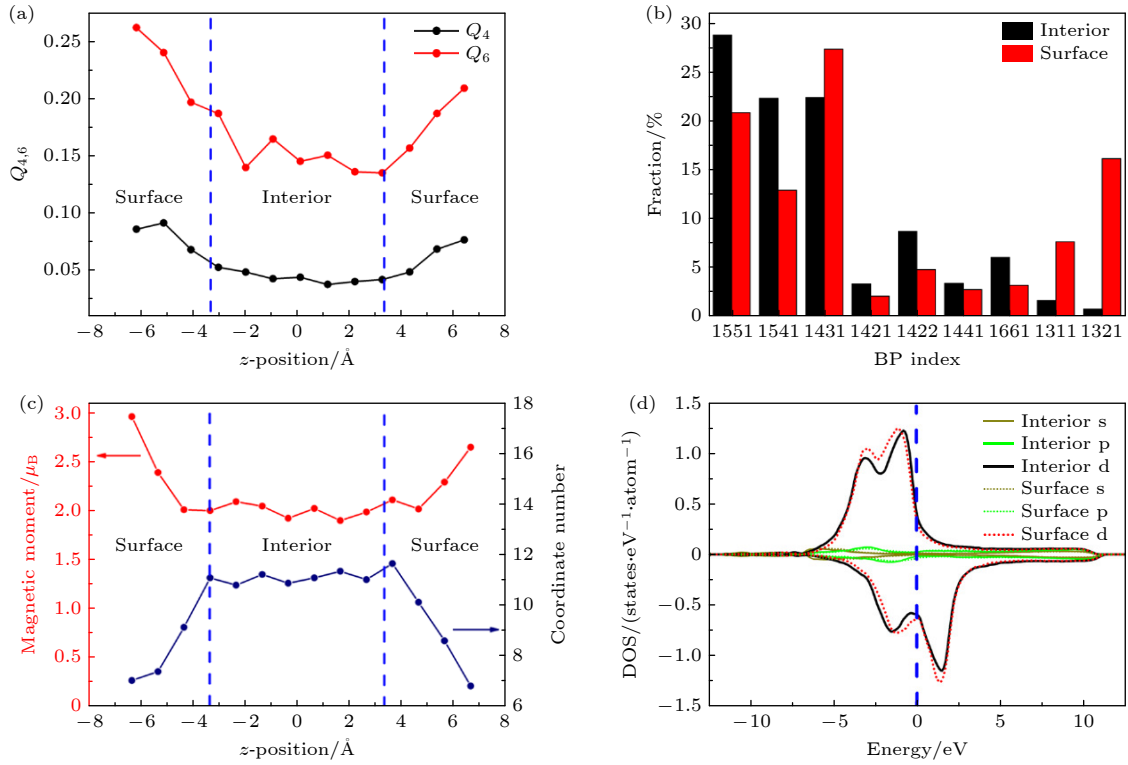 (a)
Q4
Q6
0.25
0.20
0.15
0.10
0.05
Q4,6
Surface
Interior
Surface
−8
−6
−4
−2
0
2
4
6
8
z-position/Å
(b)
Interior
Surface
30
25
20
15
10
5
0
Fraction/%
1551
1541
1431
1421
1422
1441
1661
1311
1321
BP index
(c)
3.0
2.5
2.0
1.5
1.0
0.5
0
Magnetic moment/μB
Surface
Interior
Surface
18
16
14
12
10
8
6
Coordinate number
−8
−6
−4
−2
0
2
4
6
8
z-position/Å
(d)
Interior s
Interior p
Interior d
Surface s
Surface p
Surface d
1.5
1.0
0.5
0
−0.5
−1.0
−1.5
DOS/(states·eV⁻¹·atom⁻¹)
−10
−5
0
5
10
Energy/eV